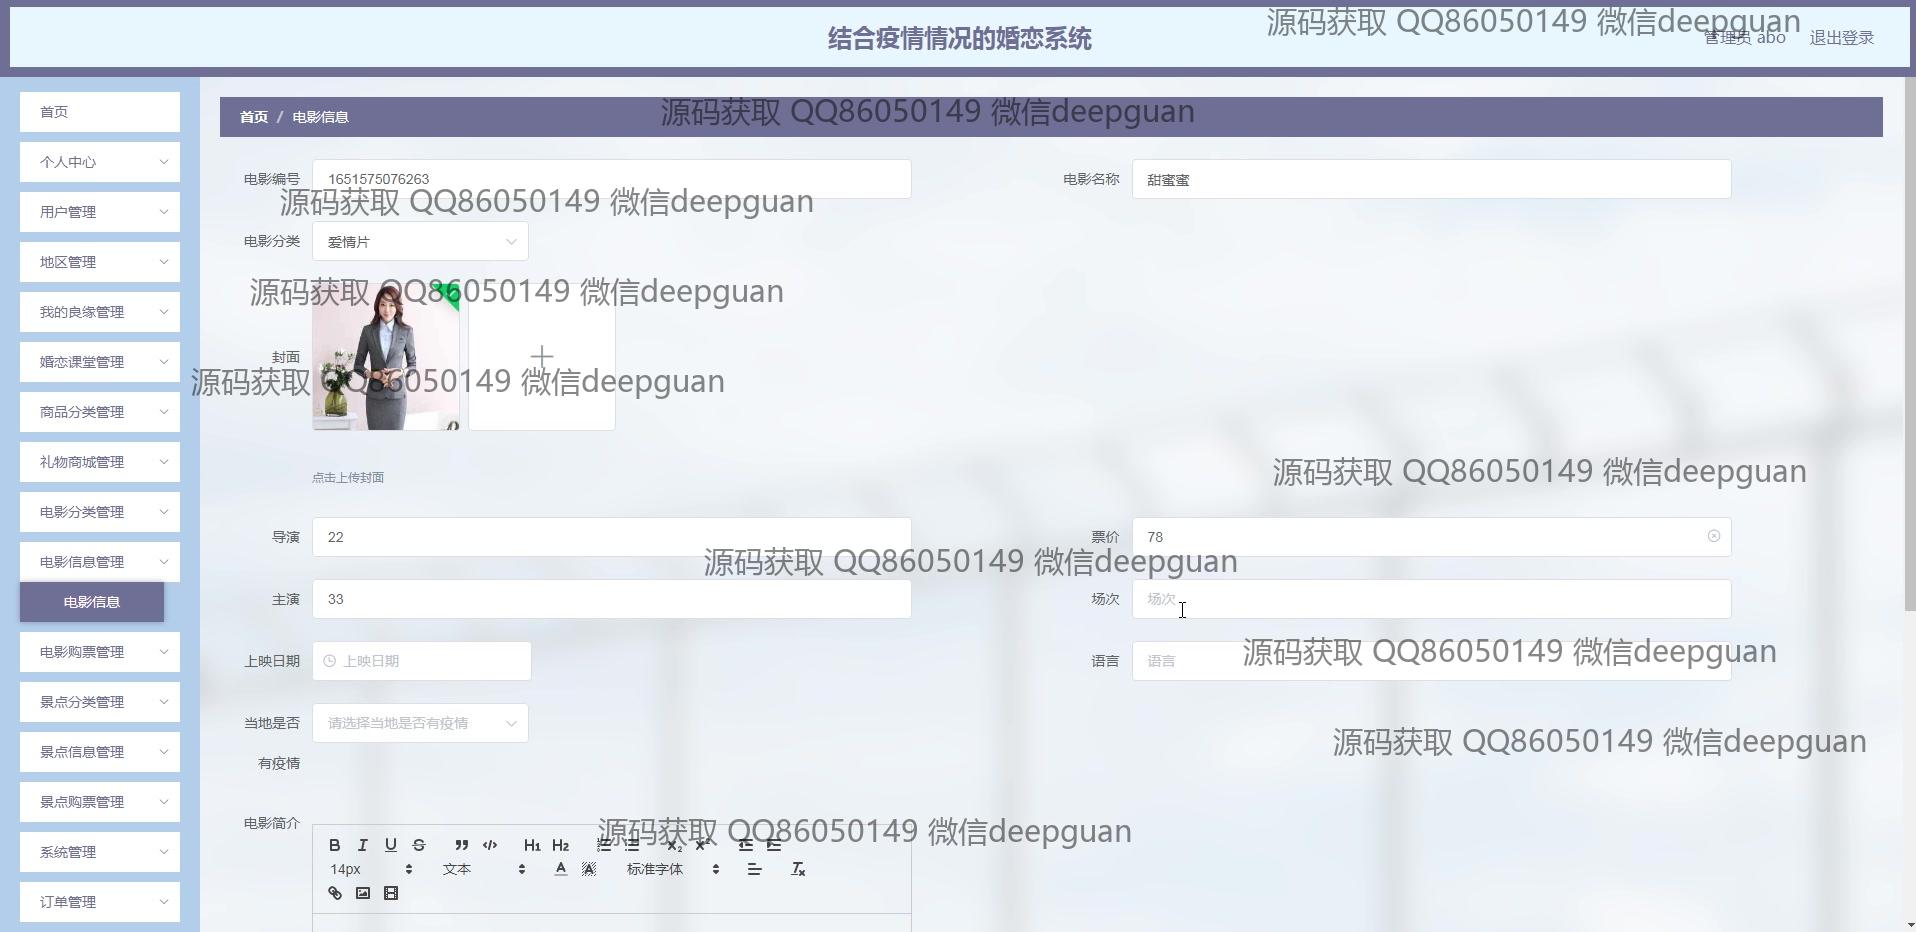 结合疫情情况的婚恋系统
源码获取 QQ86050149 微信deepguan
管理员 abo
退出登录
首页
个人中心
用户管理
地区管理
我的良缘管理
婚恋课堂管理
商品分类管理
礼物商城管理
电影分类管理
电影信息管理
电影信息
电影购票管理
景点分类管理
景点信息管理
景点购票管理
系统管理
订单管理
首页 / 电影信息
源码获取 QQ86050149 微信deepguan
电影编号 1651575076263
电影名称 甜蜜蜜
源码获取 QQ86050149 微信deepguan
电影分类 爱情片
源码获取 QQ86050149 微信deepguan
封面
源码获取 QQ86050149 微信deepguan
点击上传封面
源码获取 QQ86050149 微信deepguan
导演 22
票价 78
源码获取 QQ86050149 微信deepguan
主演 33
场次 场次
上映日期 上映日期
语言 语言
源码获取 QQ86050149 微信deepguan
当地是否有疫情 请选择当地是否有疫情
源码获取 QQ86050149 微信deepguan
电影简介
源码获取 QQ86050149 微信deepguan
B I U S H1 H2 X2 X2
14px 文本 A A 标准字体 Tx